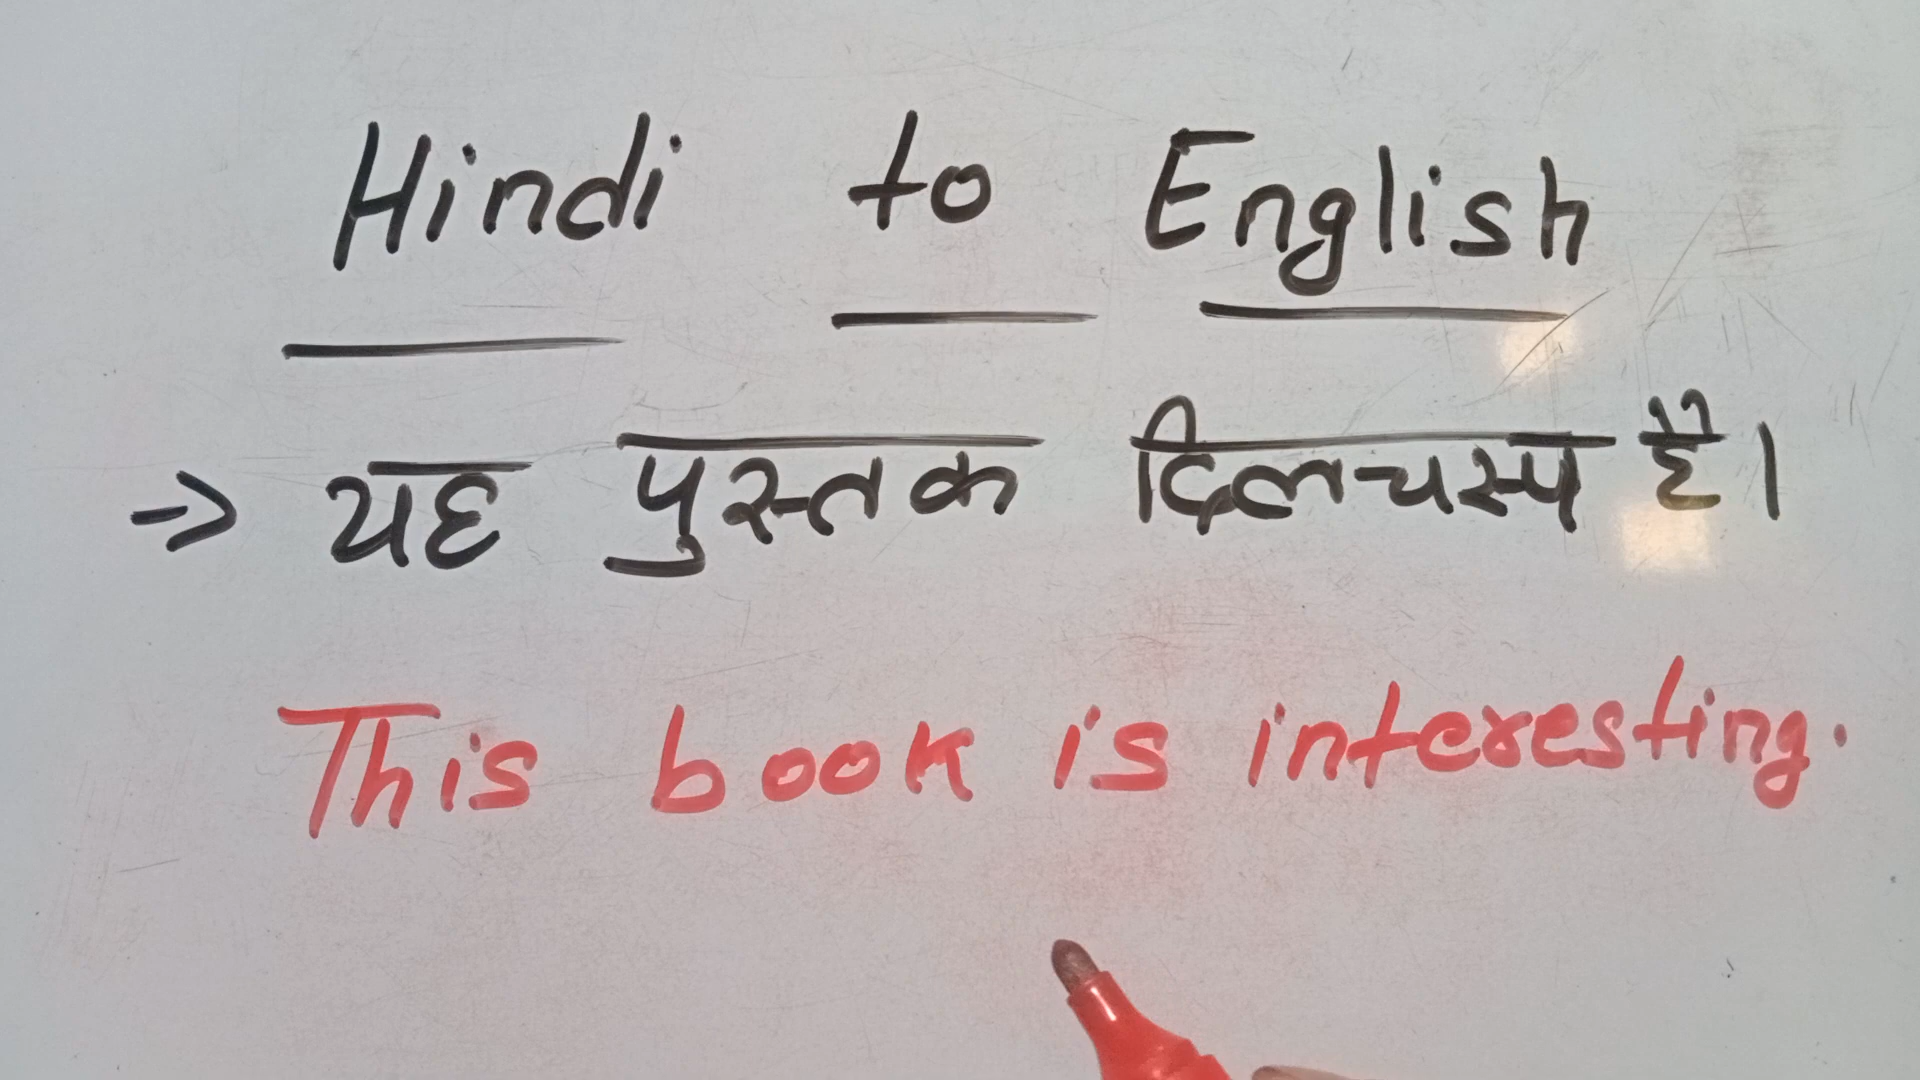 Hindi to English
→ यह पुस्तक दिलचस्प है।
This book is interesting.